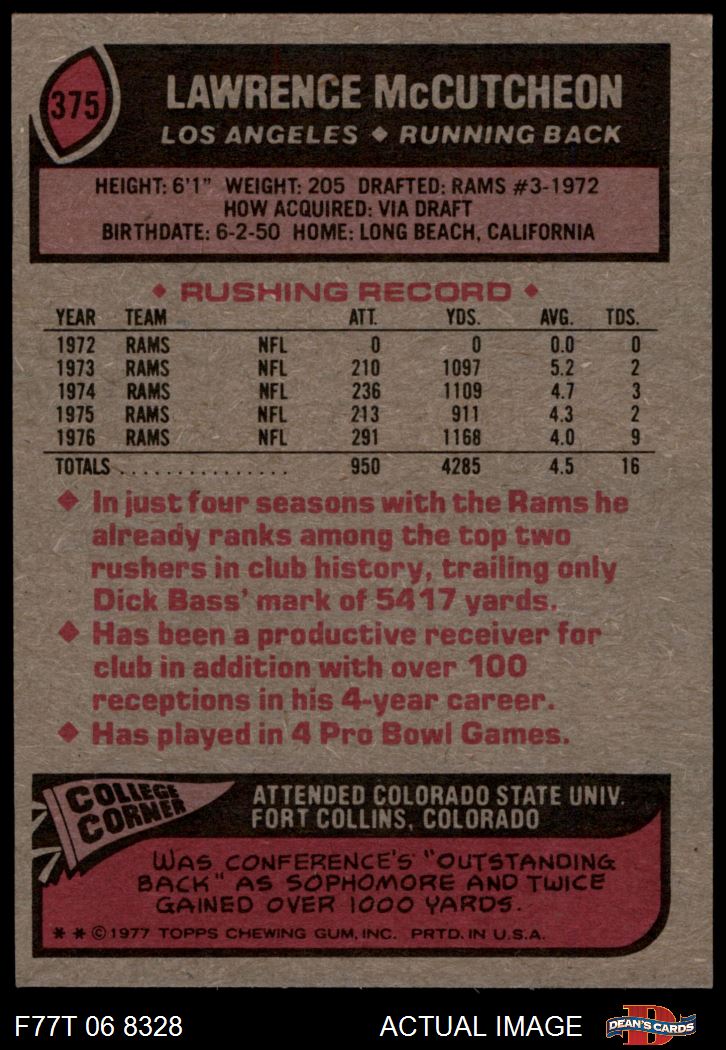 375
LAWRENCE McCUTCHEON
LOS ANGELES ◆ RUNNING BACK
HEIGHT: 6'1" WEIGHT: 205 DRAFTED: RAMS #3-1972
HOW ACQUIRED: VIA DRAFT
BIRTHDATE: 6-2-50 HOME: LONG BEACH, CALIFORNIA
◆ RUSHING RECORD ◆
YEAR TEAM ATT. YDS. AVG. TDS.
1972 RAMS NFL 0 0 0.0 0
1973 RAMS NFL 210 1097 5.2 2
1974 RAMS NFL 236 1109 4.7 3
1975 RAMS NFL 213 911 4.3 2
1976 RAMS NFL 291 1168 4.0 9
TOTALS . . . . . . . . . . . . . . . 950 4285 4.5 16
◆ In just four seasons with the Rams he
already ranks among the top two
rushers in club history, trailing only
Dick Bass' mark of 5417 yards.
◆ Has been a productive receiver for
club in addition with over 100
receptions in his 4-year career.
◆ Has played in 4 Pro Bowl Games.
COLLEGE
CORNER
ATTENDED COLORADO STATE UNIV.
FORT COLLINS, COLORADO
WAS CONFERENCE'S "OUTSTANDING
BACK" AS SOPHOMORE AND TWICE
GAINED OVER 1000 YARDS.
* * © 1977 TOPPS CHEWING GUM, INC. PRTD. IN U.S.A.
F77T 06 8328 ACTUAL IMAGE
D
DEAN'S CARDS